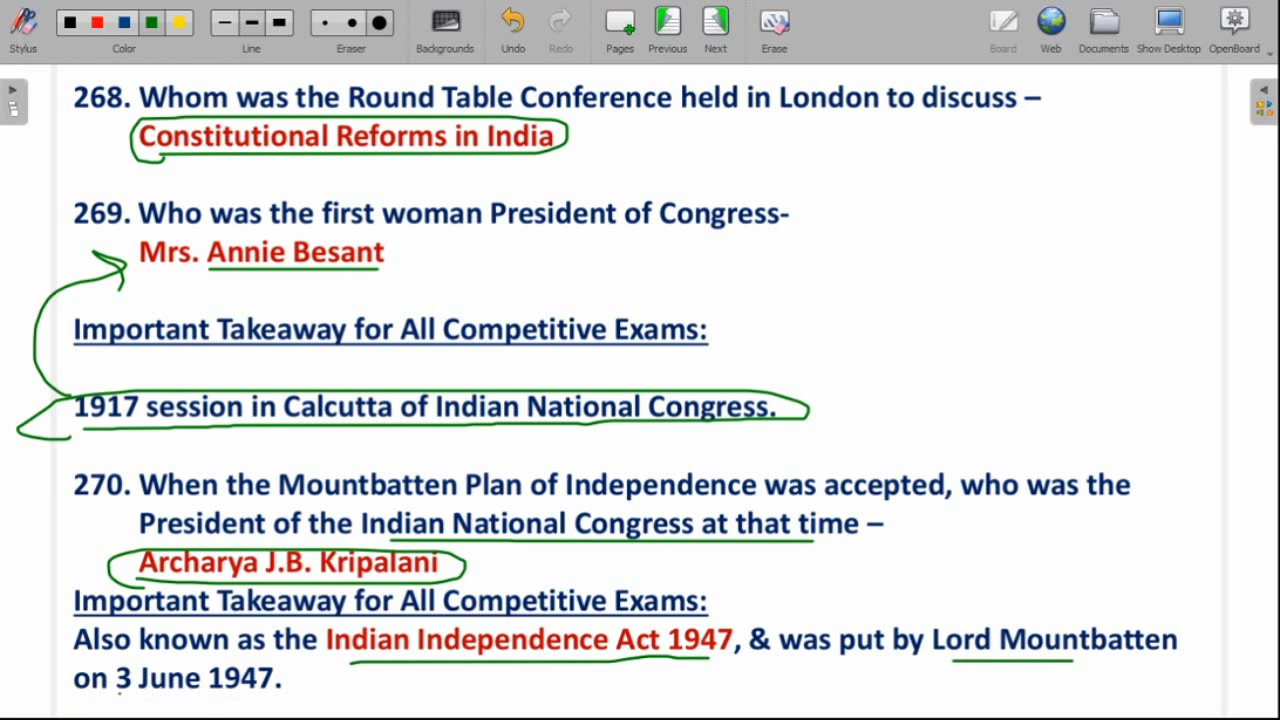 Stylus Color Line Eraser Backgrounds Undo Redo Pages Previous Next Erase Board Web Documents Show Desktop OpenBoard
268. Whom was the Round Table Conference held in London to discuss –
Constitutional Reforms in India
269. Who was the first woman President of Congress-
Mrs. Annie Besant
Important Takeaway for All Competitive Exams:
1917 session in Calcutta of Indian National Congress.
270. When the Mountbatten Plan of Independence was accepted, who was the
President of the Indian National Congress at that time –
Archarya J.B. Kripalani
Important Takeaway for All Competitive Exams:
Also known as the Indian Independence Act 1947, & was put by Lord Mountbatten
on 3 June 1947.